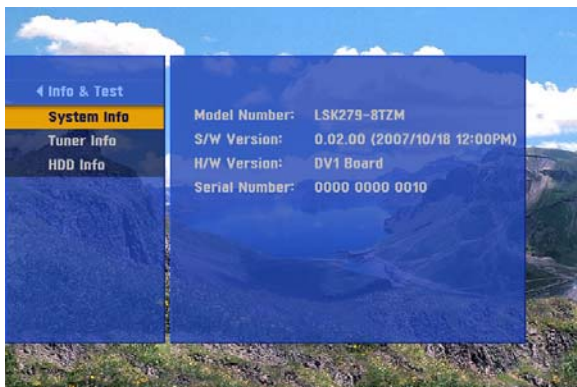 Info & Test
System Info
Tuner Info
HDD Info
Model Number: LSK279-8TZM
S/W Version: 0.02.00 (2007/10/18 12:00PM)
H/W Version: DV1 Board
Serial Number: 0000 0000 0010